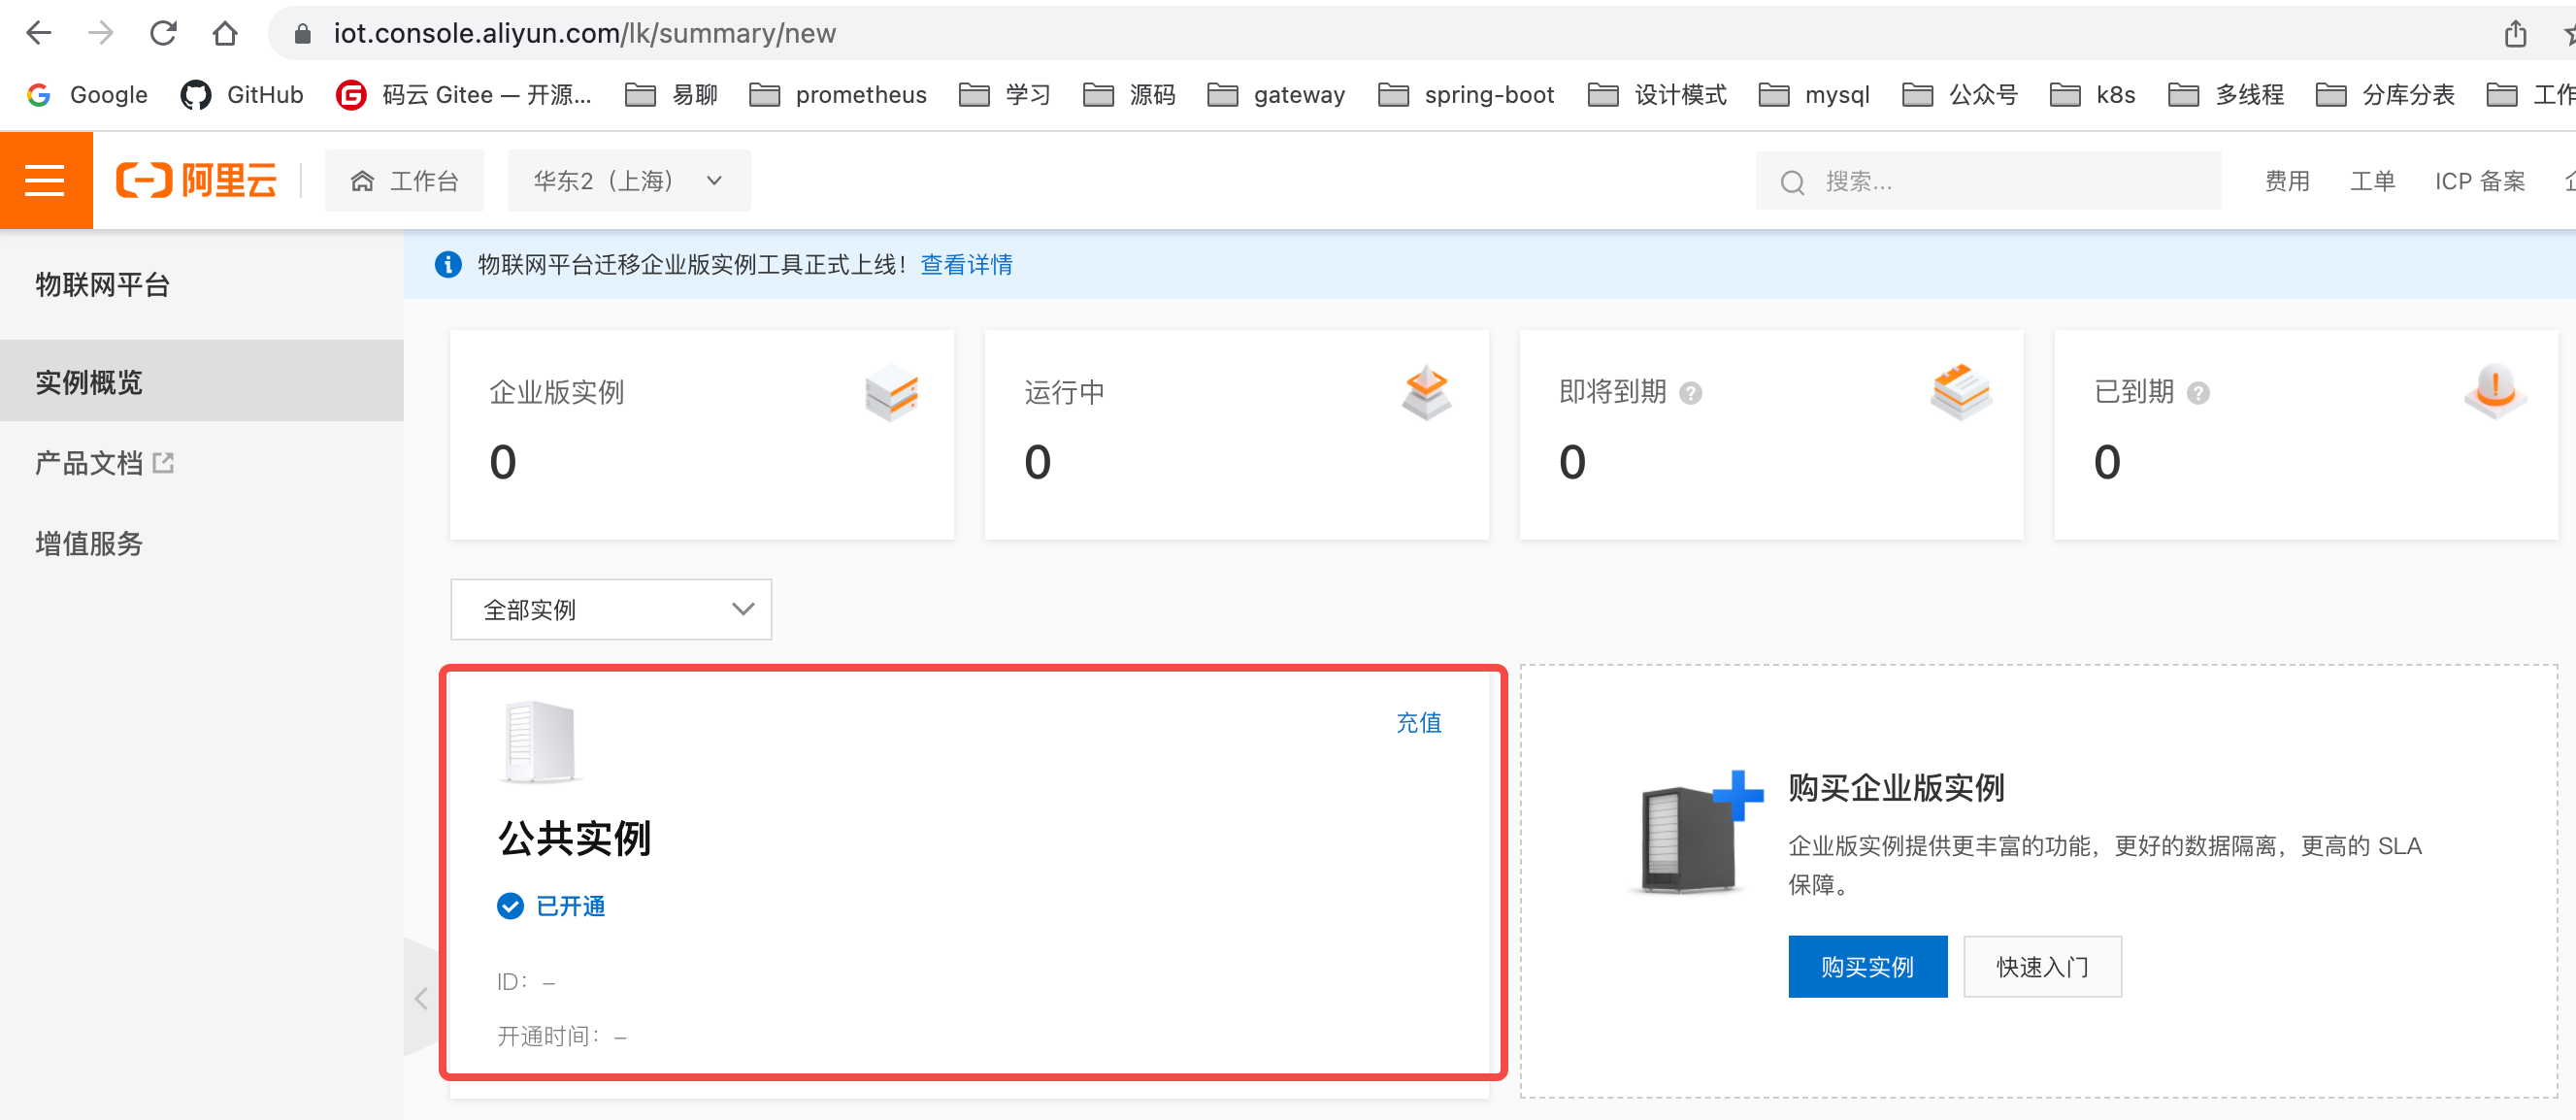 iot.console.aliyun.com/lk/summary/new
Google GitHub 码云 Gitee — 开源... 易聊 prometheus 学习 源码 gateway spring-boot 设计模式 mysql 公众号 k8s 多线程 分库分表 工作
阿里云 工作台 华东2（上海） 搜索... 费用 工单 ICP 备案
物联网平台
实例概览
产品文档
增值服务
物联网平台迁移企业版实例工具正式上线！查看详情
企业版实例
0
运行中
0
即将到期
0
已到期
0
全部实例
充值
公共实例
已开通
ID： –
开通时间： –
购买企业版实例
企业版实例提供更丰富的功能，更好的数据隔离，更高的 SLA
保障。
购买实例 快速入门